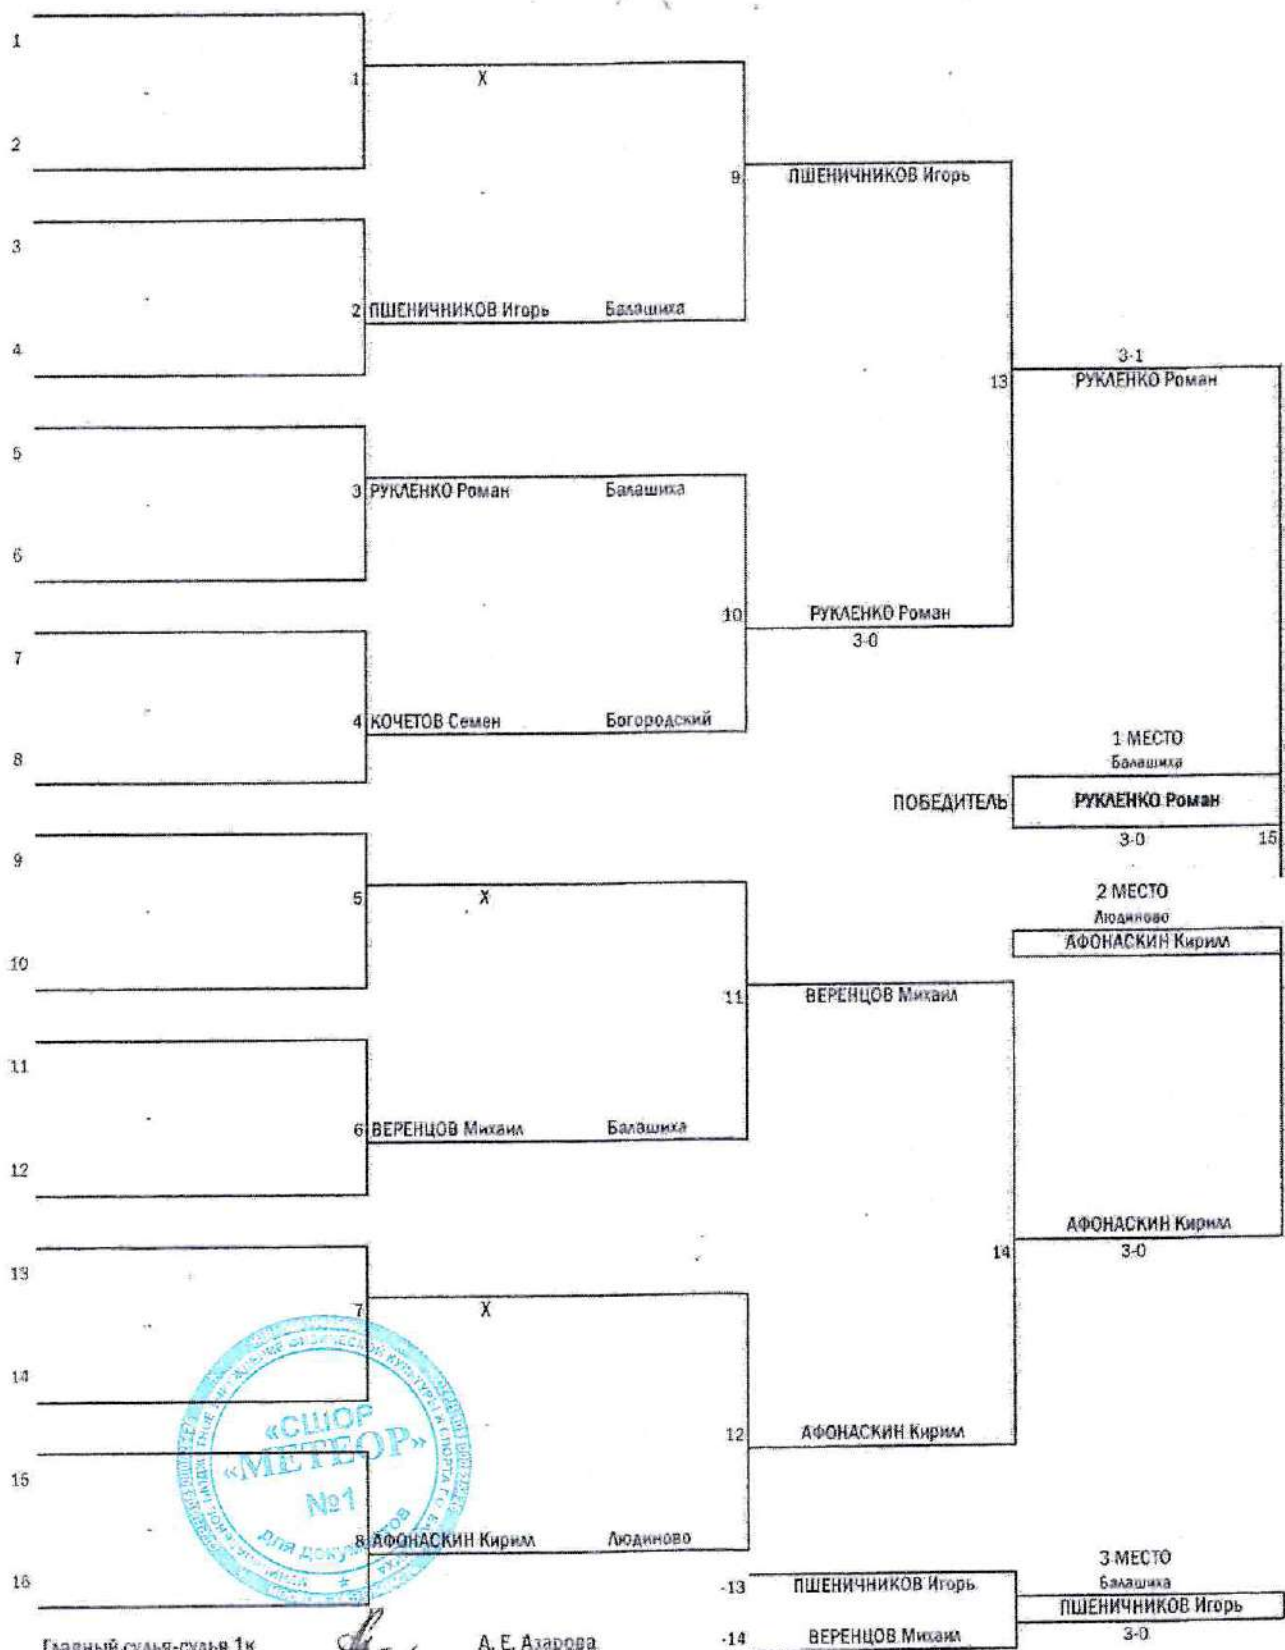 1
1 X
2
9 ПШЕНИЧНИКОВ Игорь
3
2 ПШЕНИЧНИКОВ Игорь Балашиха
4
3-1
13 РУКЛЕНКО Роман
5
3 РУКЛЕНКО Роман Балашиха
6
10 РУКЛЕНКО Роман
3-0
7
4 КОЧЕТОВ Семен Богородский
8
1 МЕСТО
Балашиха
ПОБЕДИТЕЛЬ РУКЛЕНКО Роман
3-0 15
9
5 X
2 МЕСТО
Людиново
АФОНАСКИН Кирилл
10
11 ВЕРЕНЦОВ Михаил
11
6 ВЕРЕНЦОВ Михаил Балашиха
12
АФОНАСКИН Кирилл
14 3-0
13
7 X
14
«СШОР
«МЕТЕОР»
№1
для документов
12 АФОНАСКИН Кирилл
15
8 АФОНАСКИН Кирилл Людиново
16
3 МЕСТО
-13 ПШЕНИЧНИКОВ Игорь Балашиха
ПШЕНИЧНИКОВ Игорь
-14 ВЕРЕНЦОВ Михаил 3-0
Главный судья-судья 1к А. Е. Азарова